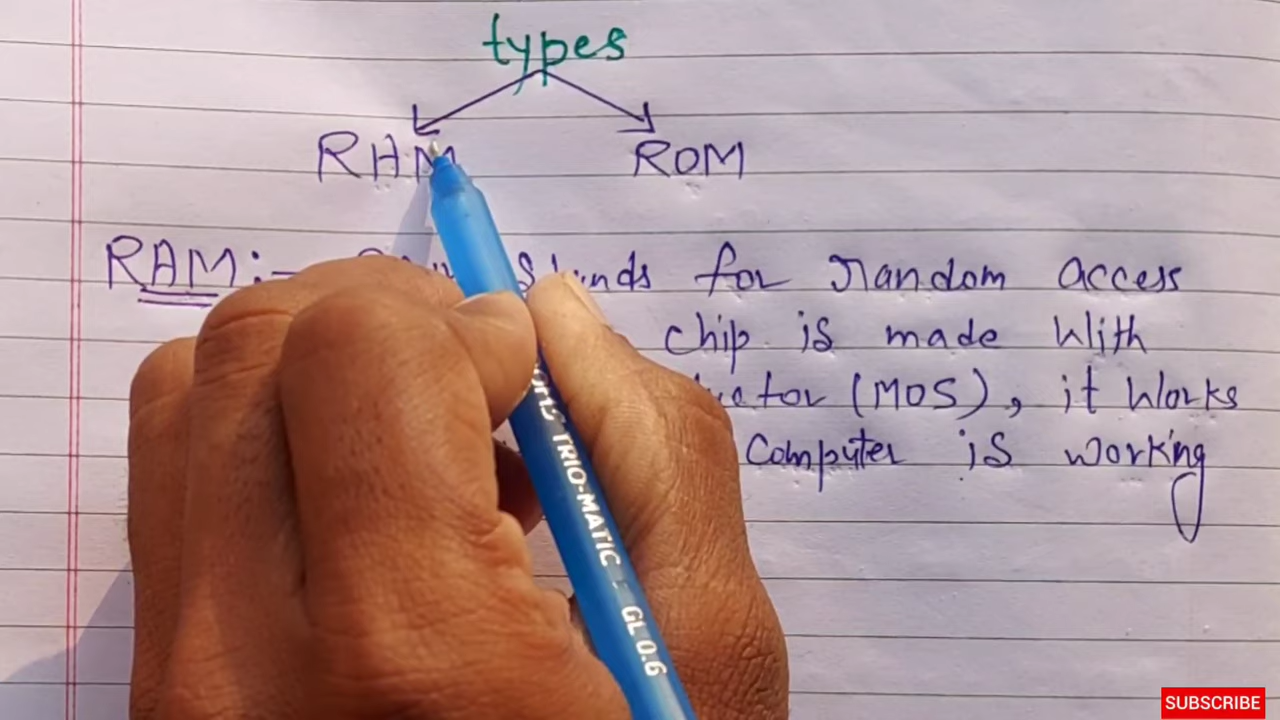 types
RAM ROM
RAM:- for random access
chip is made with
(MOS), it works
Computer is working
TRIO-MATIC GL 0.6
SUBSCRIBE